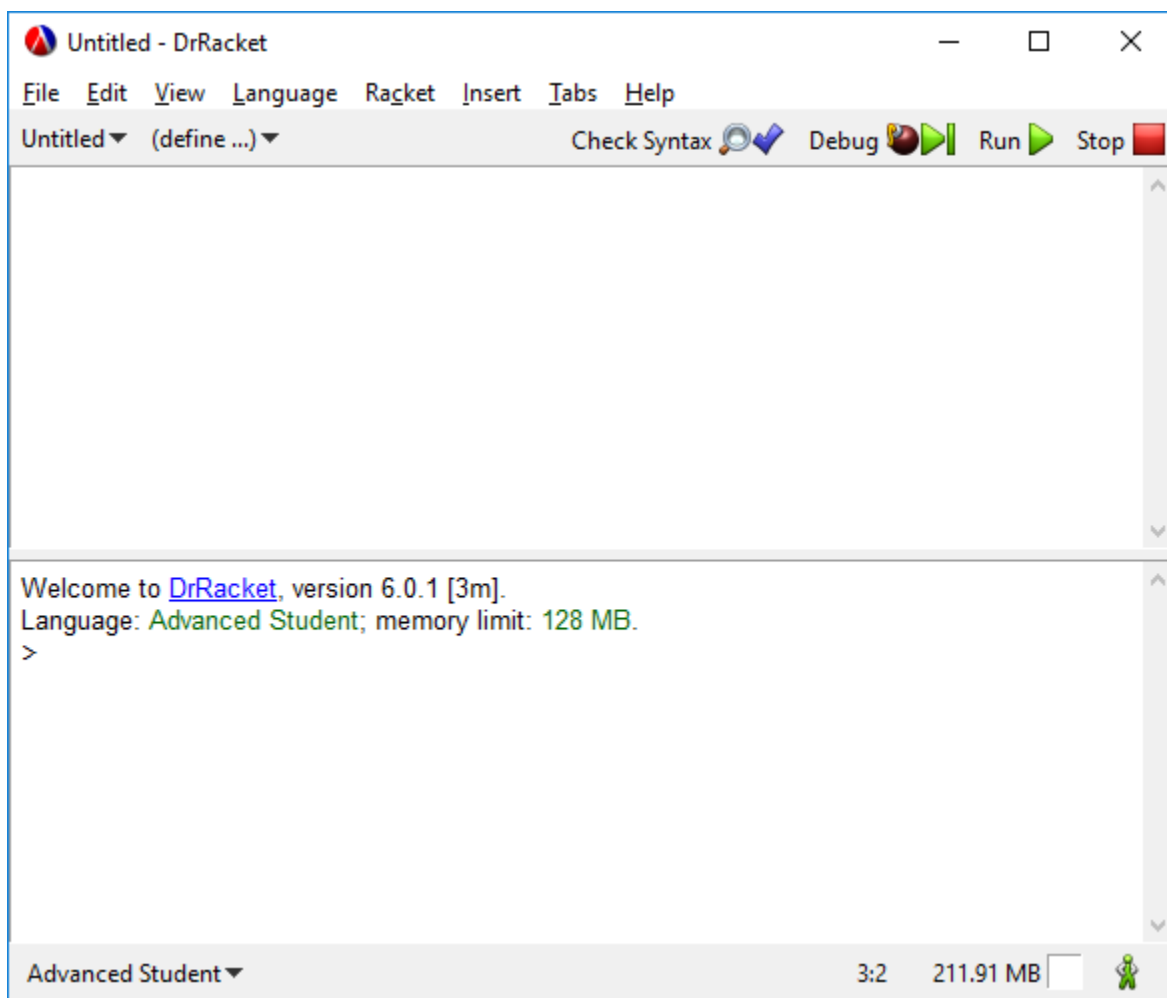 Untitled - DrRacket
File Edit View Language Racket Insert Tabs Help
Untitled (define ...) Check Syntax Debug Run Stop
Welcome to DrRacket, version 6.0.1 [3m].
Language: Advanced Student; memory limit: 128 MB.
>
Advanced Student 3:2 211.91 MB